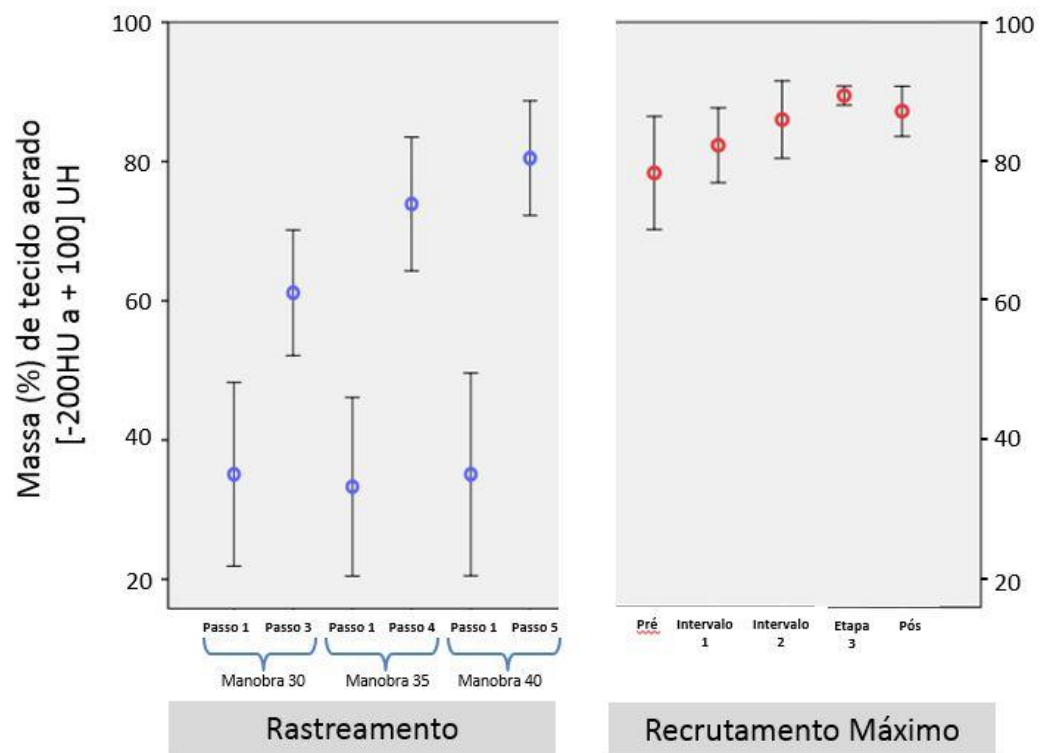 Massa (%) de tecido aerado
[-200HU a + 100] UH
100
80
60
40
20
100
80
60
40
20
Passo 1 Passo 3 Passo 1 Passo 4 Passo 1 Passo 5
Manobra 30 Manobra 35 Manobra 40
Rastreamento
Pré Intervalo Intervalo Etapa Pós
1 2 3
Recrutamento Máximo